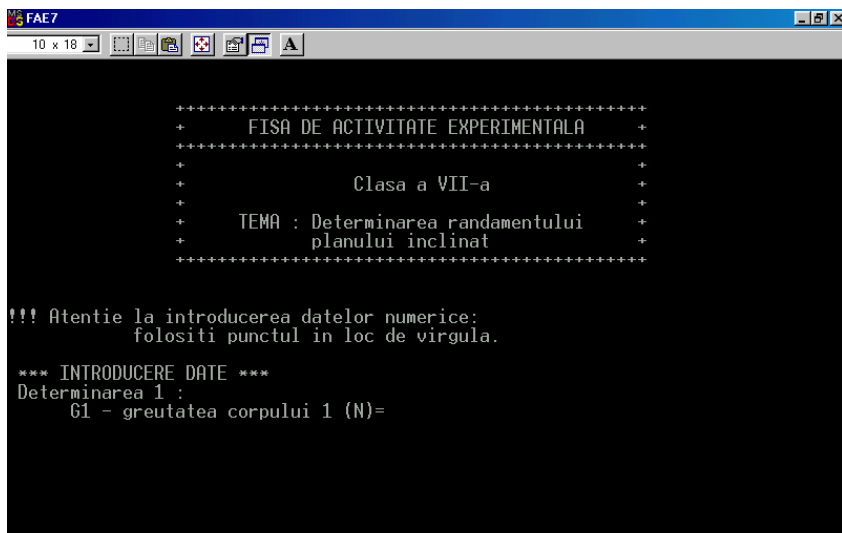 FAE7
10 x 18
A
+++++++++++++++++++++++++++++++++++++++++++++
+ FISA DE ACTIVITATE EXPERIMENTALA +
+++++++++++++++++++++++++++++++++++++++++++++
+ +
+ Clasa a VII-a +
+ +
+ TEMA : Determinarea randamentului +
+ planului inclinat +
+++++++++++++++++++++++++++++++++++++++++++++
!!! Atentie la introducerea datelor numerice:
folositi punctul in loc de virgula.
*** INTRODUCERE DATE ***
Determinarea 1 :
G1 - greutatea corpului 1 (N)=